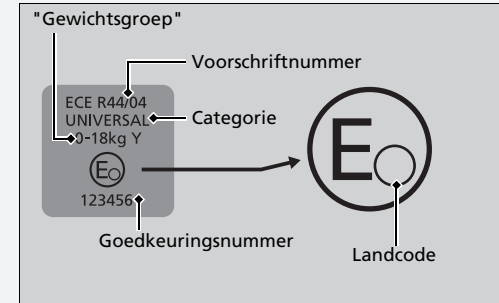 "Gewichtsgroep"
Voorschriftnummer
ECE R44/04
UNIVERSAL
Categorie
0-18kg Y
E
E
123456
Goedkeuringsnummer
Landcode